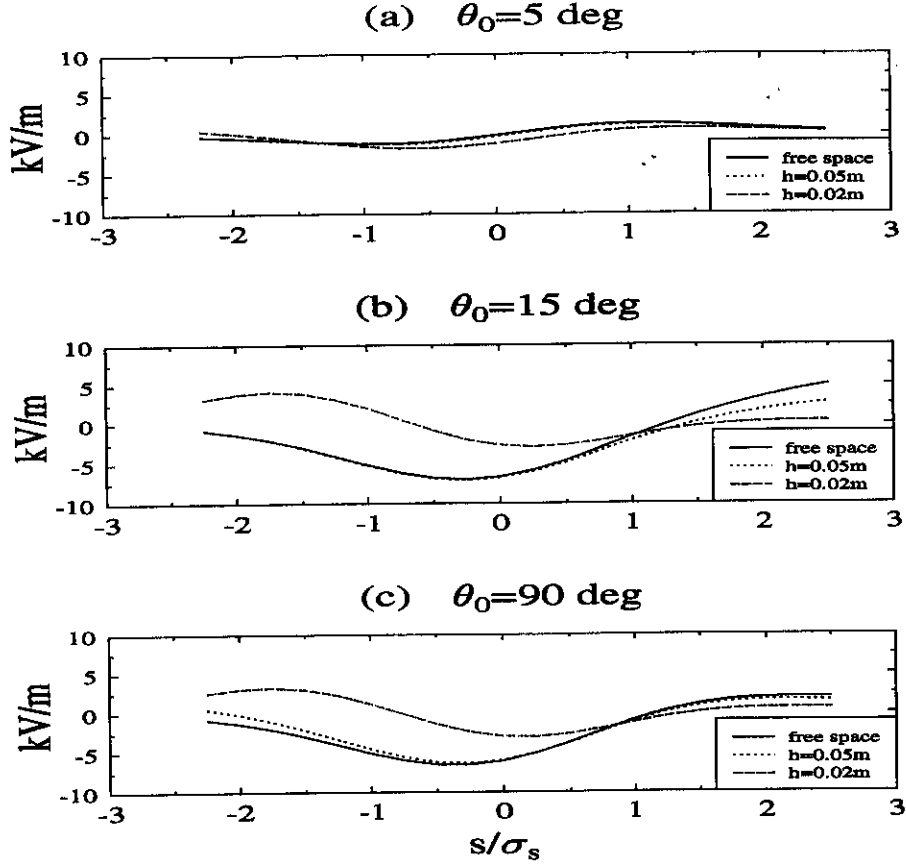 (a) θ₀=5 deg
10
5
0
-5
-10
kV/m
free space
h=0.05m
h=0.02m
-3 -2 -1 0 1 2 3
(b) θ₀=15 deg
10
5
0
-5
-10
kV/m
free space
h=0.05m
h=0.02m
-3 -2 -1 0 1 2 3
(c) θ₀=90 deg
10
5
0
-5
-10
kV/m
free space
h=0.05m
h=0.02m
-3 -2 -1 0 1 2 3
s/σₛ